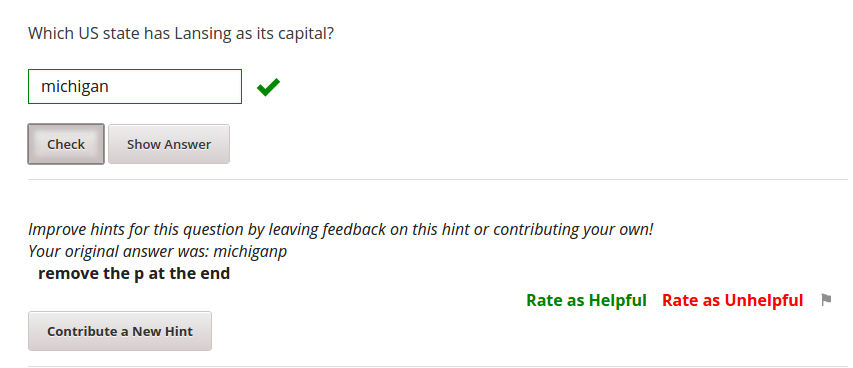 Which US state has Lansing as its capital?
michigan
Check Show Answer
Improve hints for this question by leaving feedback on this hint or contributing your own!
Your original answer was: michiganp
remove the p at the end
Rate as Helpful Rate as Unhelpful
Contribute a New Hint